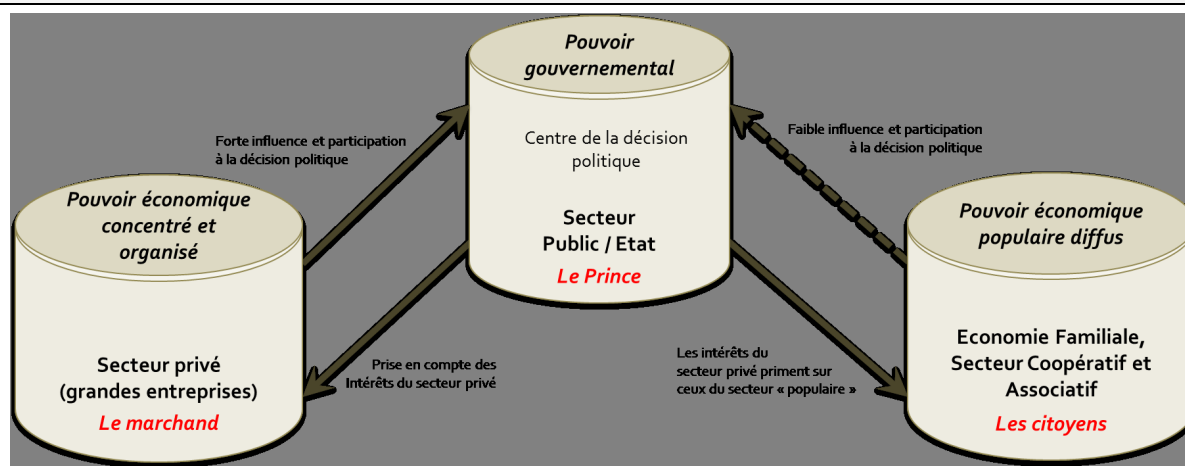 Pouvoir
gouvernemental
Centre de la décision
politique
Secteur
Public / Etat
Le Prince
Forte influence et participation
à la décision politique
Faible influence et participation
à la décision politique
Pouvoir économique
concentré et
organisé
Secteur privé
(grandes entreprises)
Le marchand
Prise en compte des
Intérêts du secteur privé
Les intérêts du
secteur privé priment sur
ceux du secteur « populaire »
Pouvoir économique
populaire diffus
Economie Familiale,
Secteur Coopératif et
Associatif
Les citoyens